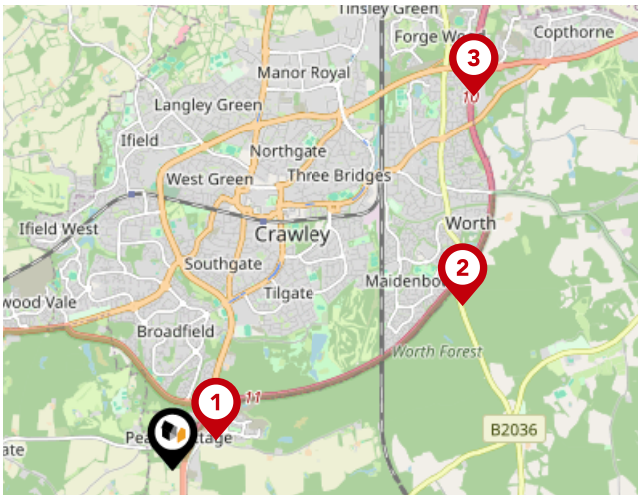 Tinsley Green
Forge Wood
Copthorne
3
Manor Royal
10
Langley Green
Ifield
Northgate
West Green
Three Bridges
Ifield West
Crawley
Worth
Southgate
2
Tilgate
Maidenbo
wood Vale
Broadfield
Worth Forest
11
1
B2036
Pea
ttage
ate